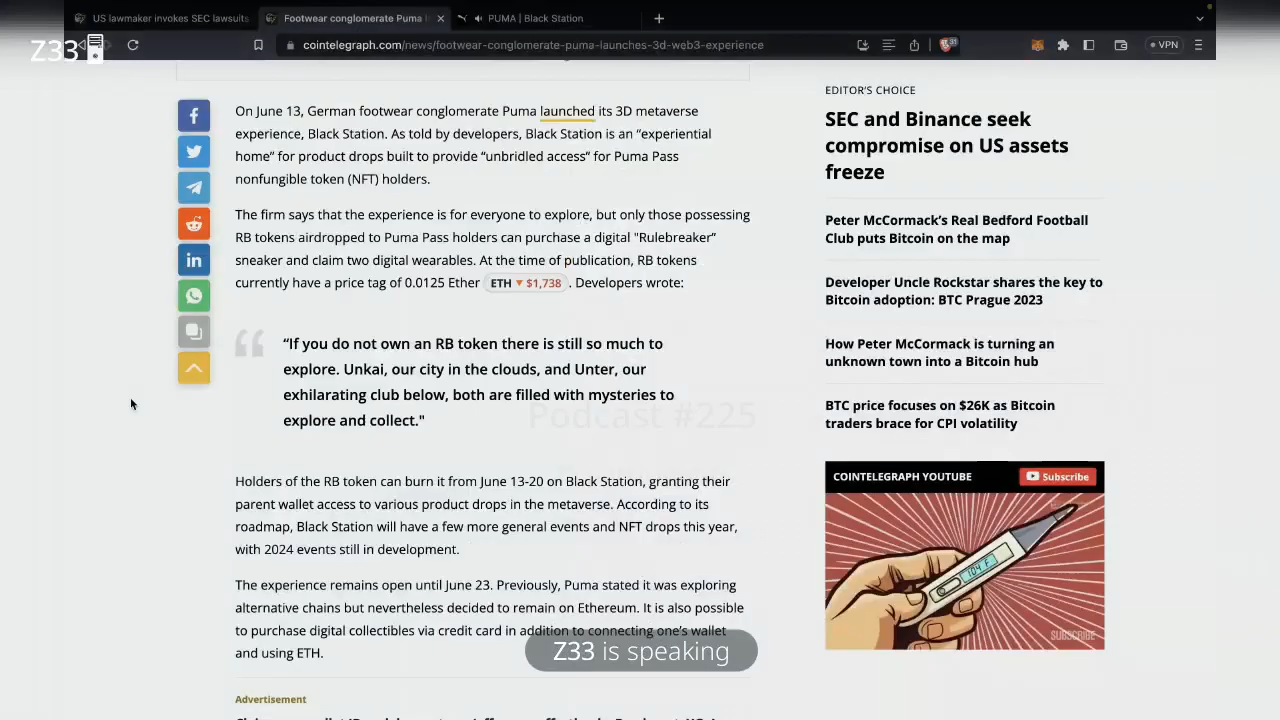 US lawmaker invokes SEC lawsuits
Footwear conglomerate Puma
PUMA | Black Station
Z33
cointelegraph.com/news/footwear-conglomerate-puma-launches-3d-web3-experience
VPN
On June 13, German footwear conglomerate Puma launched its 3D metaverse
experience, Black Station. As told by developers, Black Station is an “experiential
home” for product drops built to provide “unbridled access” for Puma Pass
nonfungible token (NFT) holders.
The firm says that the experience is for everyone to explore, but only those possessing
RB tokens airdropped to Puma Pass holders can purchase a digital "Rulebreaker”
sneaker and claim two digital wearables. At the time of publication, RB tokens
currently have a price tag of 0.0125 Ether ETH ▼ $1,738 . Developers wrote:
“If you do not own an RB token there is still so much to
explore. Unkai, our city in the clouds, and Unter, our
exhilarating club below, both are filled with mysteries to
explore and collect."
Podcast #225
Holders of the RB token can burn it from June 13-20 on Black Station, granting their
parent wallet access to various product drops in the metaverse. According to its
roadmap, Black Station will have a few more general events and NFT drops this year,
with 2024 events still in development.
The experience remains open until June 23. Previously, Puma stated it was exploring
alternative chains but nevertheless decided to remain on Ethereum. It is also possible
to purchase digital collectibles via credit card in addition to connecting one’s wallet
and using ETH.
Z33 is speaking
Advertisement
EDITOR’S CHOICE
SEC and Binance seek
compromise on US assets
freeze
Peter McCormack’s Real Bedford Football
Club puts Bitcoin on the map
Developer Uncle Rockstar shares the key to
Bitcoin adoption: BTC Prague 2023
How Peter McCormack is turning an
unknown town into a Bitcoin hub
BTC price focuses on $26K as Bitcoin
traders brace for CPI volatility
COINTELEGRAPH YOUTUBE
Subscribe
104 F
SUBSCRIBE